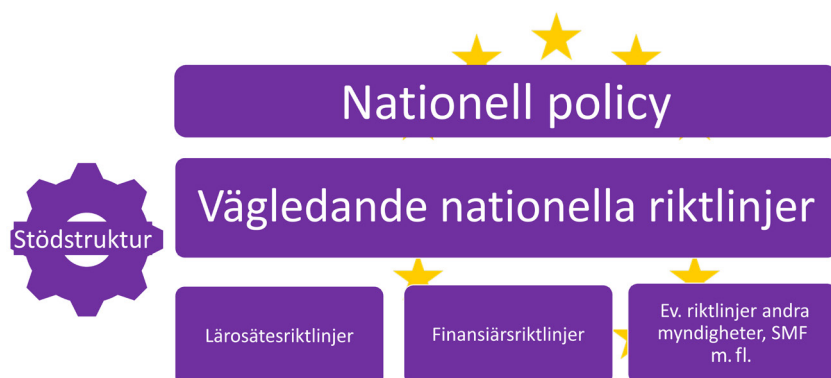 Nationell policy
Vägledande nationella riktlinjer
Stödstruktur
Lärosätesriktlinjer
Finansiärsriktlinjer
Ev. riktlinjer andra
myndigheter, SMF
m. fl.